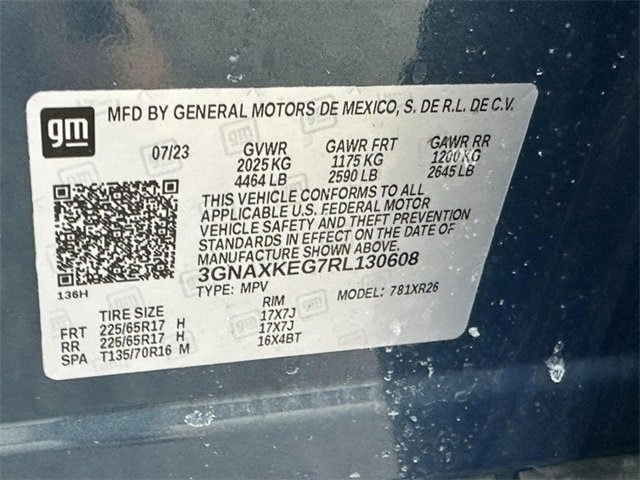 gm
MFD BY GENERAL MOTORS DE MEXICO, S. DE R.L. DE C.V.
07/23 GVWR GAWR FRT GAWR RR
2025 KG 1175 KG 1200 KG
4464 LB 2590 LB 2645 LB
THIS VEHICLE CONFORMS TO ALL
APPLICABLE U.S. FEDERAL MOTOR
VEHICLE SAFETY AND THEFT PREVENTION
STANDARDS IN EFFECT ON THE DATE OF
MANUFACTURE SHOWN ABOVE.
3GNAXKEG7RL130608
136H
TYPE: MPV MODEL: 781XR26
TIRE SIZE RIM
FRT 225/65R17 H 17X7J
RR 225/65R17 H 17X7J
SPA T135/70R16 M 16X4BT